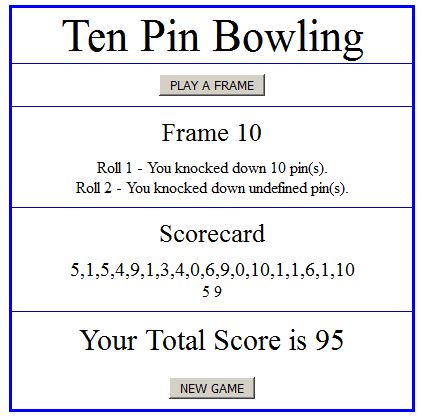 Ten Pin Bowling
PLAY A FRAME
Frame 10
Roll 1 - You knocked down 10 pin(s).
Roll 2 - You knocked down undefined pin(s).
Scorecard
5,1,5,4,9,1,3,4,0,6,9,0,10,1,1,6,1,10
5 9
Your Total Score is 95
NEW GAME